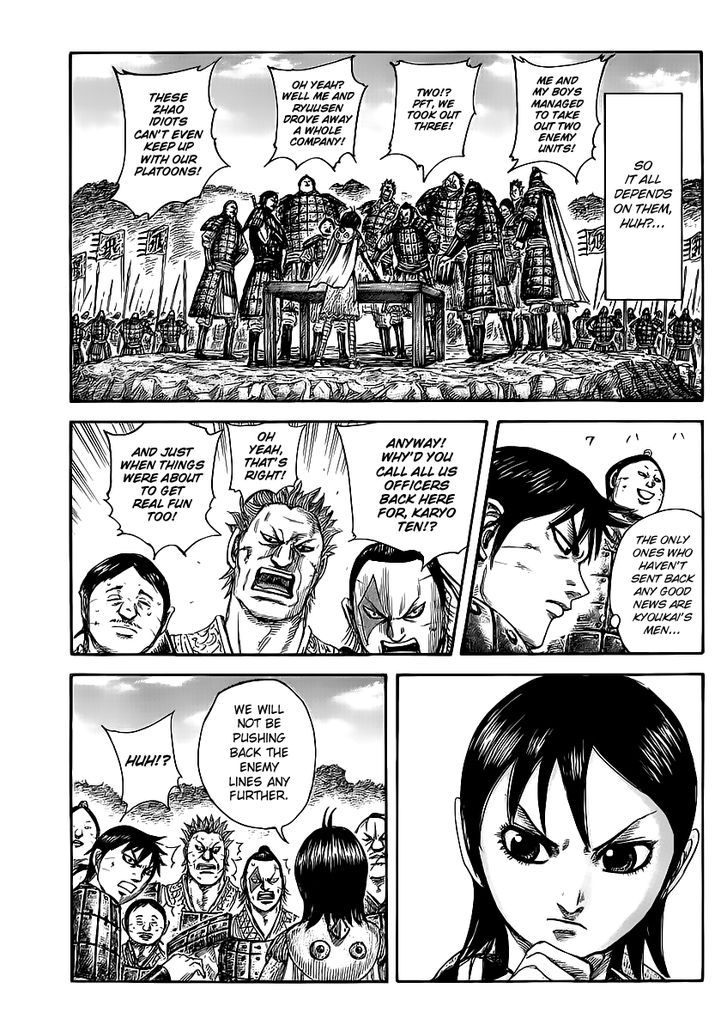 SO
IT ALL
DEPENDS
ON THEM,
HUH?...
ME AND
MY BOYS
MANAGED
TO TAKE
OUT TWO
ENEMY
UNITS!
TWO!?
PFT, WE
TOOK OUT
THREE!
OH YEAH?
WELL ME AND
RYUUSEN
DROVE AWAY
A WHOLE
COMPANY!
THESE
ZHAO
IDIOTS
CAN'T EVEN
KEEP UP
WITH OUR
PLATOONS!
THE ONLY
ONES WHO
HAVEN'T
SENT BACK
ANY GOOD
NEWS ARE
KYOUKAI'S
MEN...
ANYWAY!
WHY'D YOU
CALL ALL US
OFFICERS
BACK HERE
FOR, KARYO
TEN!?
OH
YEAH,
THAT'S
RIGHT!
AND JUST
WHEN THINGS
WERE ABOUT
TO GET
REAL FUN
TOO!
WE WILL
NOT BE
PUSHING
BACK THE
ENEMY
LINES ANY
FURTHER.
HUH!?